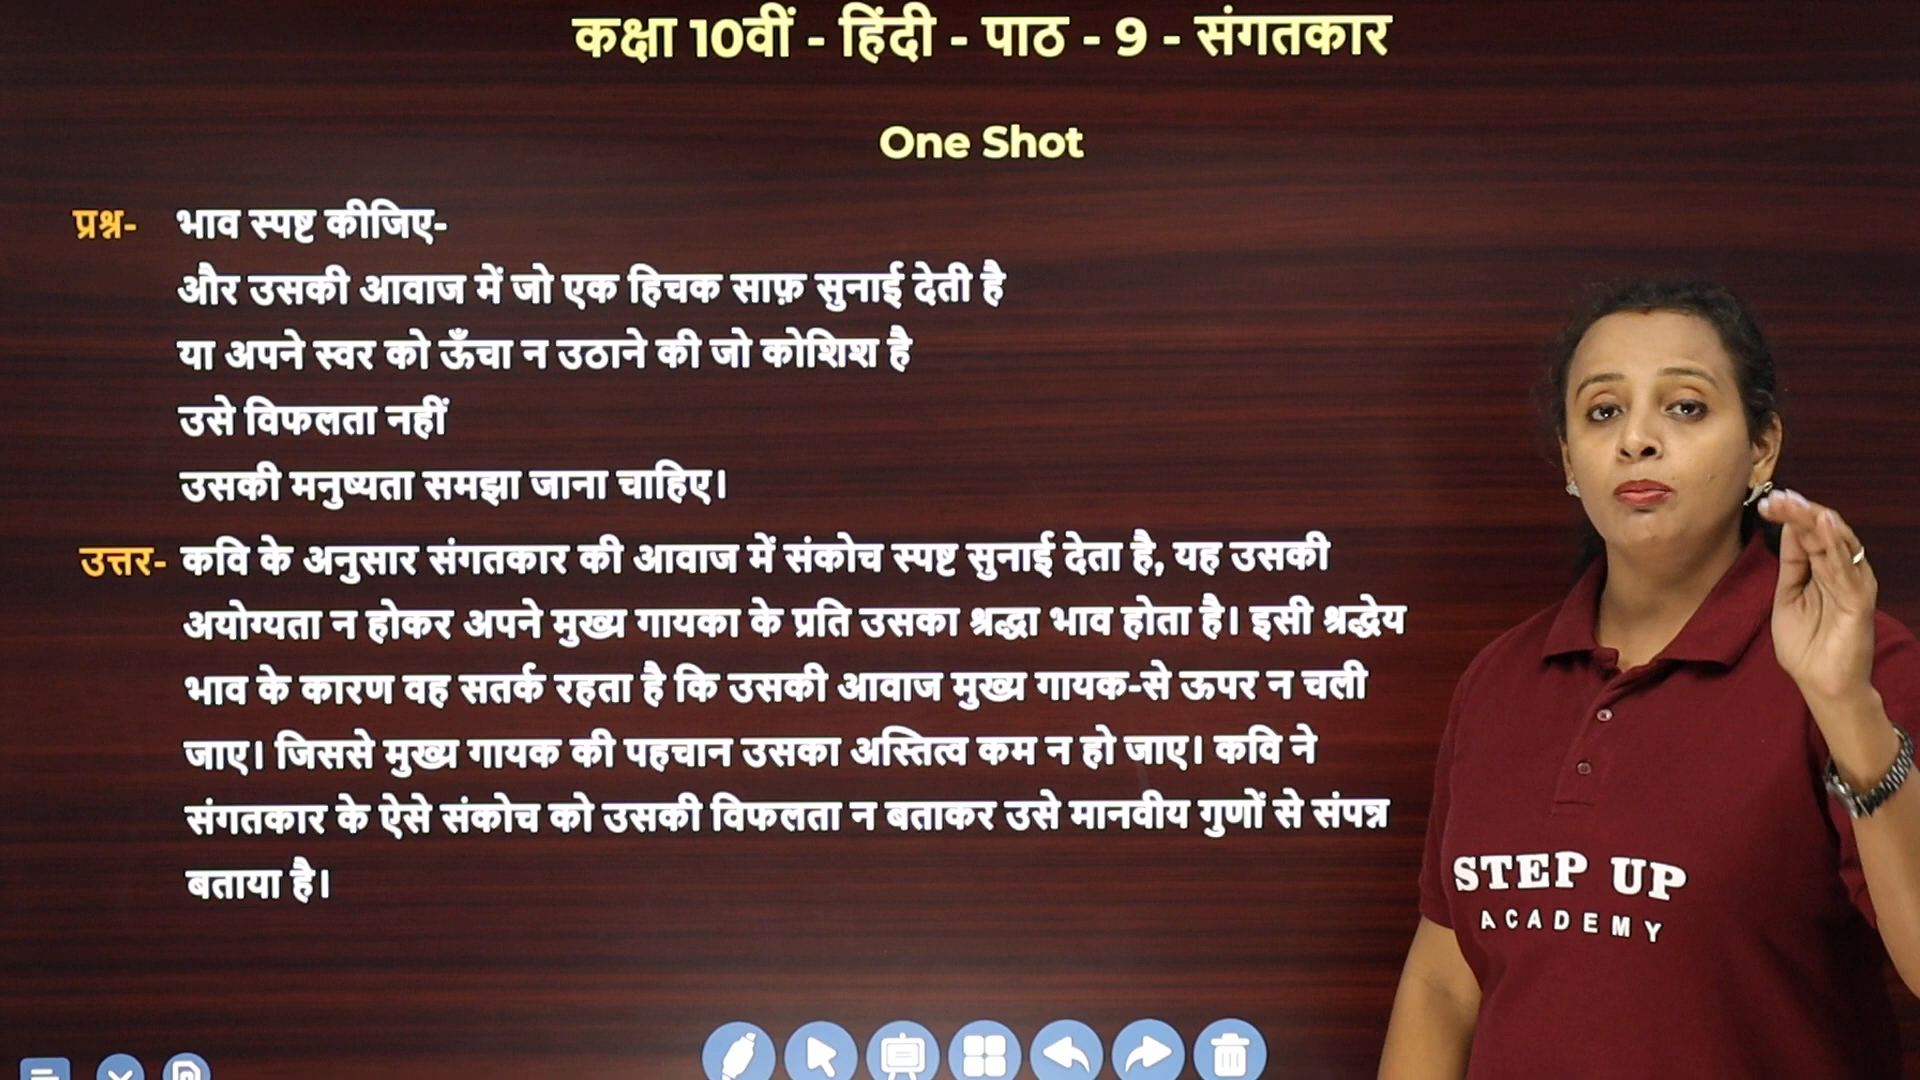 कक्षा 10वीं - हिंदी - पाठ - 9 - संगतकार
One Shot
प्रश्न- भाव स्पष्ट कीजिए-
और उसकी आवाज में जो एक हिचक साफ़ सुनाई देती है
या अपने स्वर को ऊँचा न उठाने की जो कोशिश है
उसे विफलता नहीं
उसकी मनुष्यता समझा जाना चाहिए।
उत्तर- कवि के अनुसार संगतकार की आवाज में संकोच स्पष्ट सुनाई देता है, यह उसकी
अयोग्यता न होकर अपने मुख्य गायका के प्रति उसका श्रद्धा भाव होता है। इसी श्रद्धेय
भाव के कारण वह सतर्क रहता है कि उसकी आवाज मुख्य गायक-से ऊपर न चली
जाए। जिससे मुख्य गायक की पहचान उसका अस्तित्व कम न हो जाए। कवि ने
संगतकार के ऐसे संकोच को उसकी विफलता न बताकर उसे मानवीय गुणों से संपन्न
बताया है।
STEP UP
ACADEMY